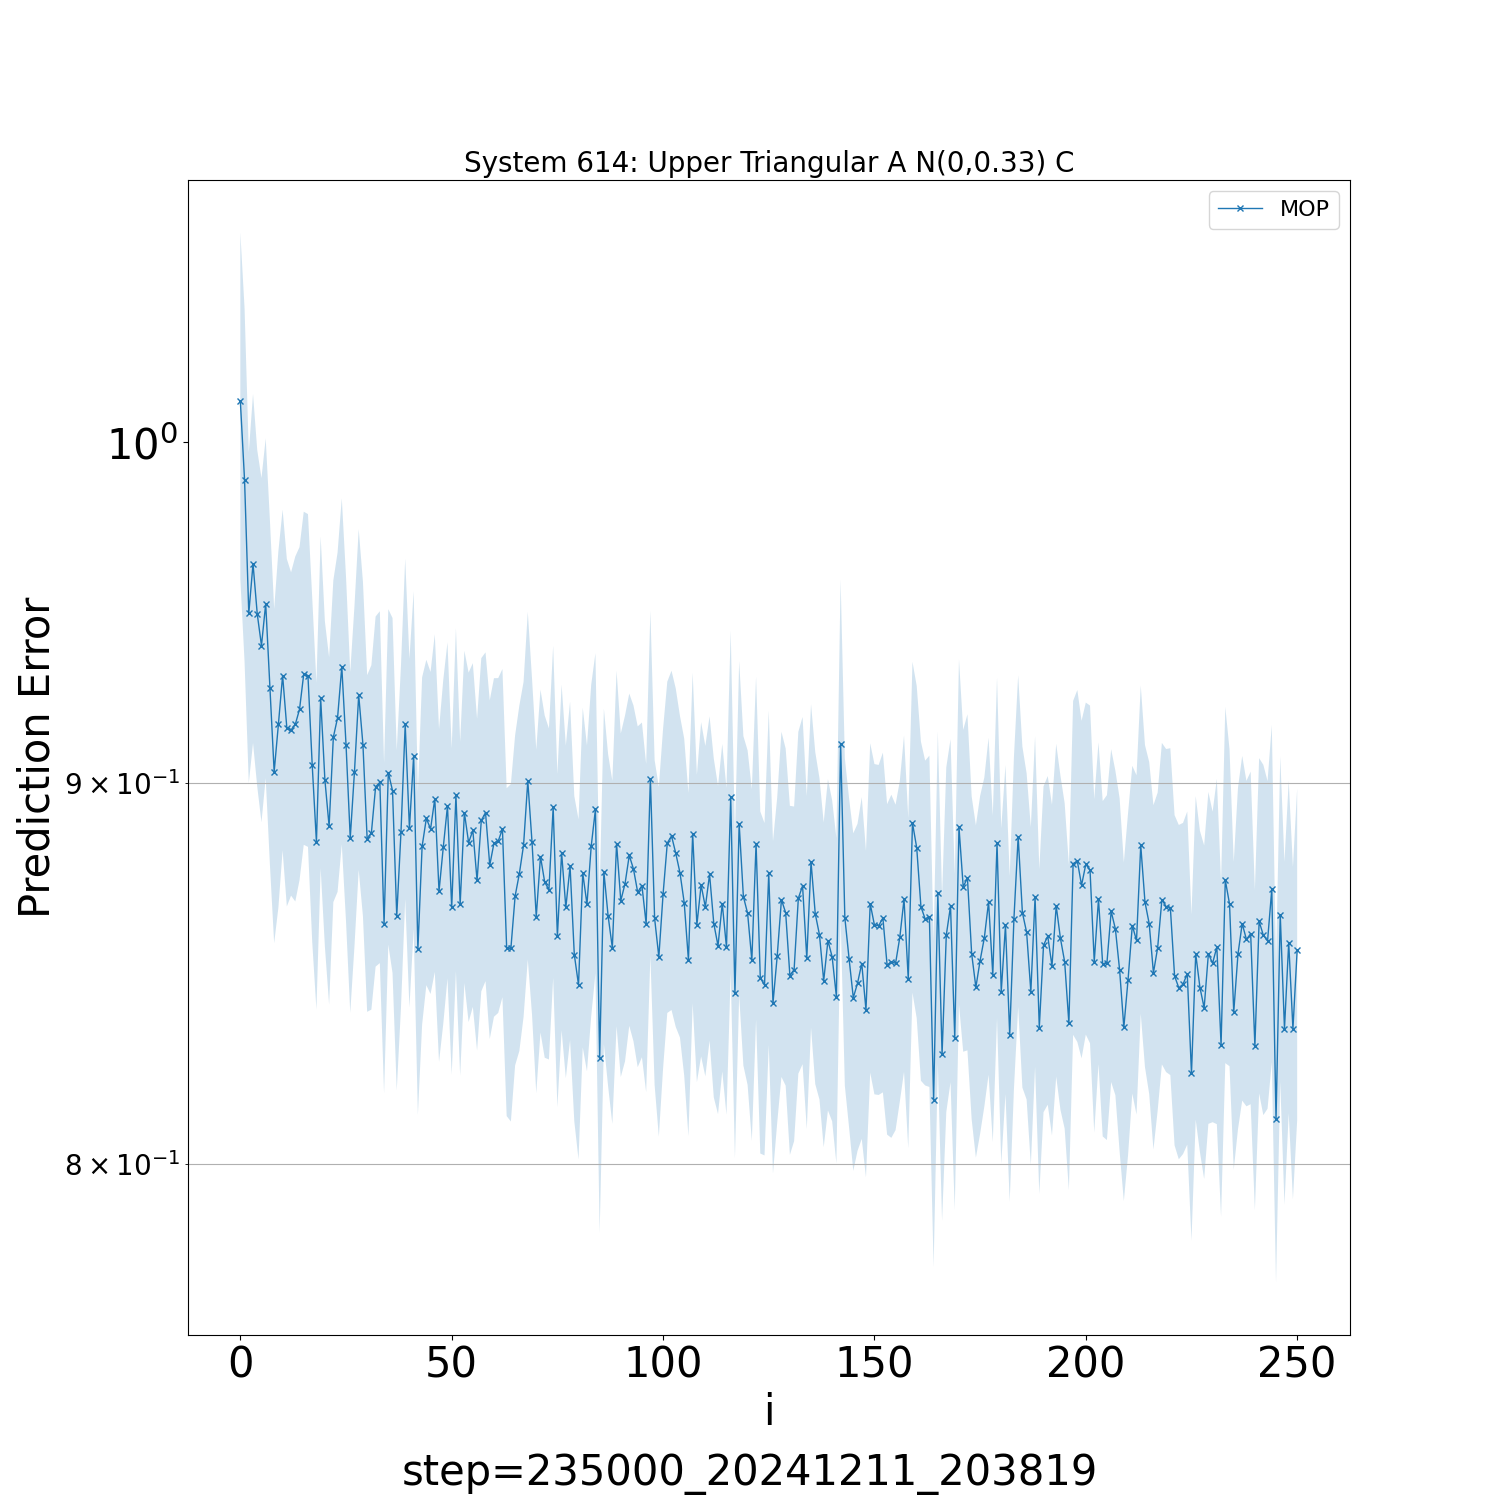 System 614: Upper Triangular A N(0,0.33) C
MOP
Prediction Error
10⁰
9 × 10⁻¹
8 × 10⁻¹
0 50 100 150 200 250
i
step=235000_20241211_203819